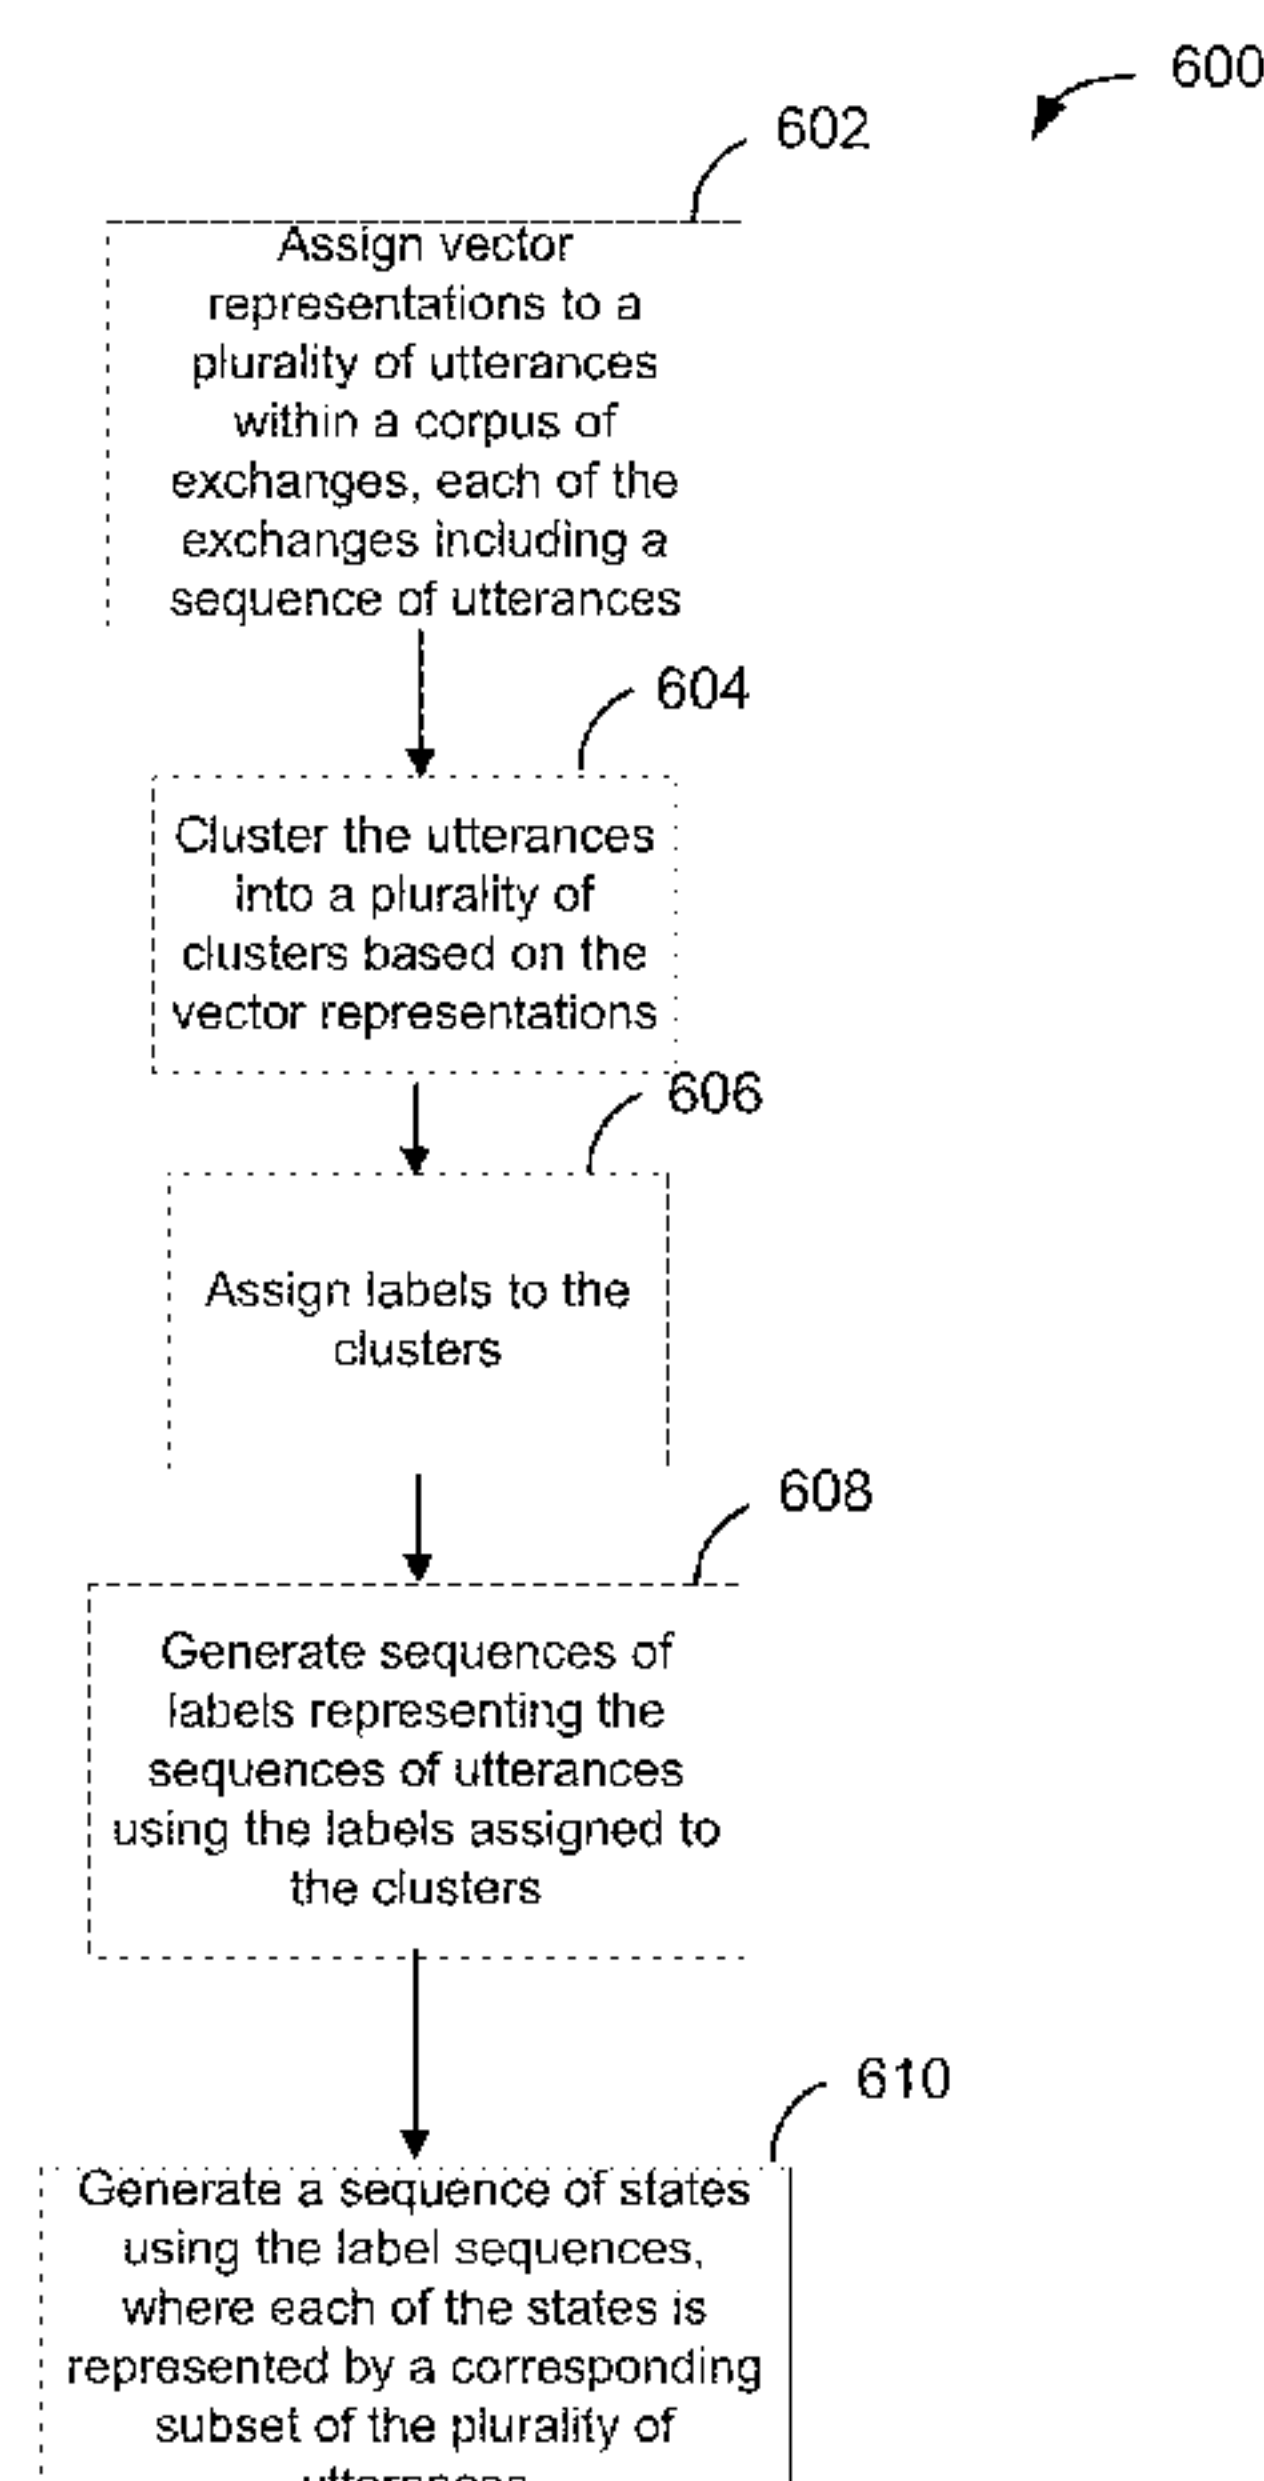 600
602
Assign vector
representations to a
plurality of utterances
within a corpus of
exchanges, each of the
exchanges including a
sequence of utterances
604
Cluster the utterances
into a plurality of
clusters based on the
vector representations
606
Assign labels to the
clusters
608
Generate sequences of
labels representing the
sequences of utterances
using the labels assigned to
the clusters
610
Generate a sequence of states
using the label sequences,
where each of the states is
represented by a corresponding
subset of the plurality of